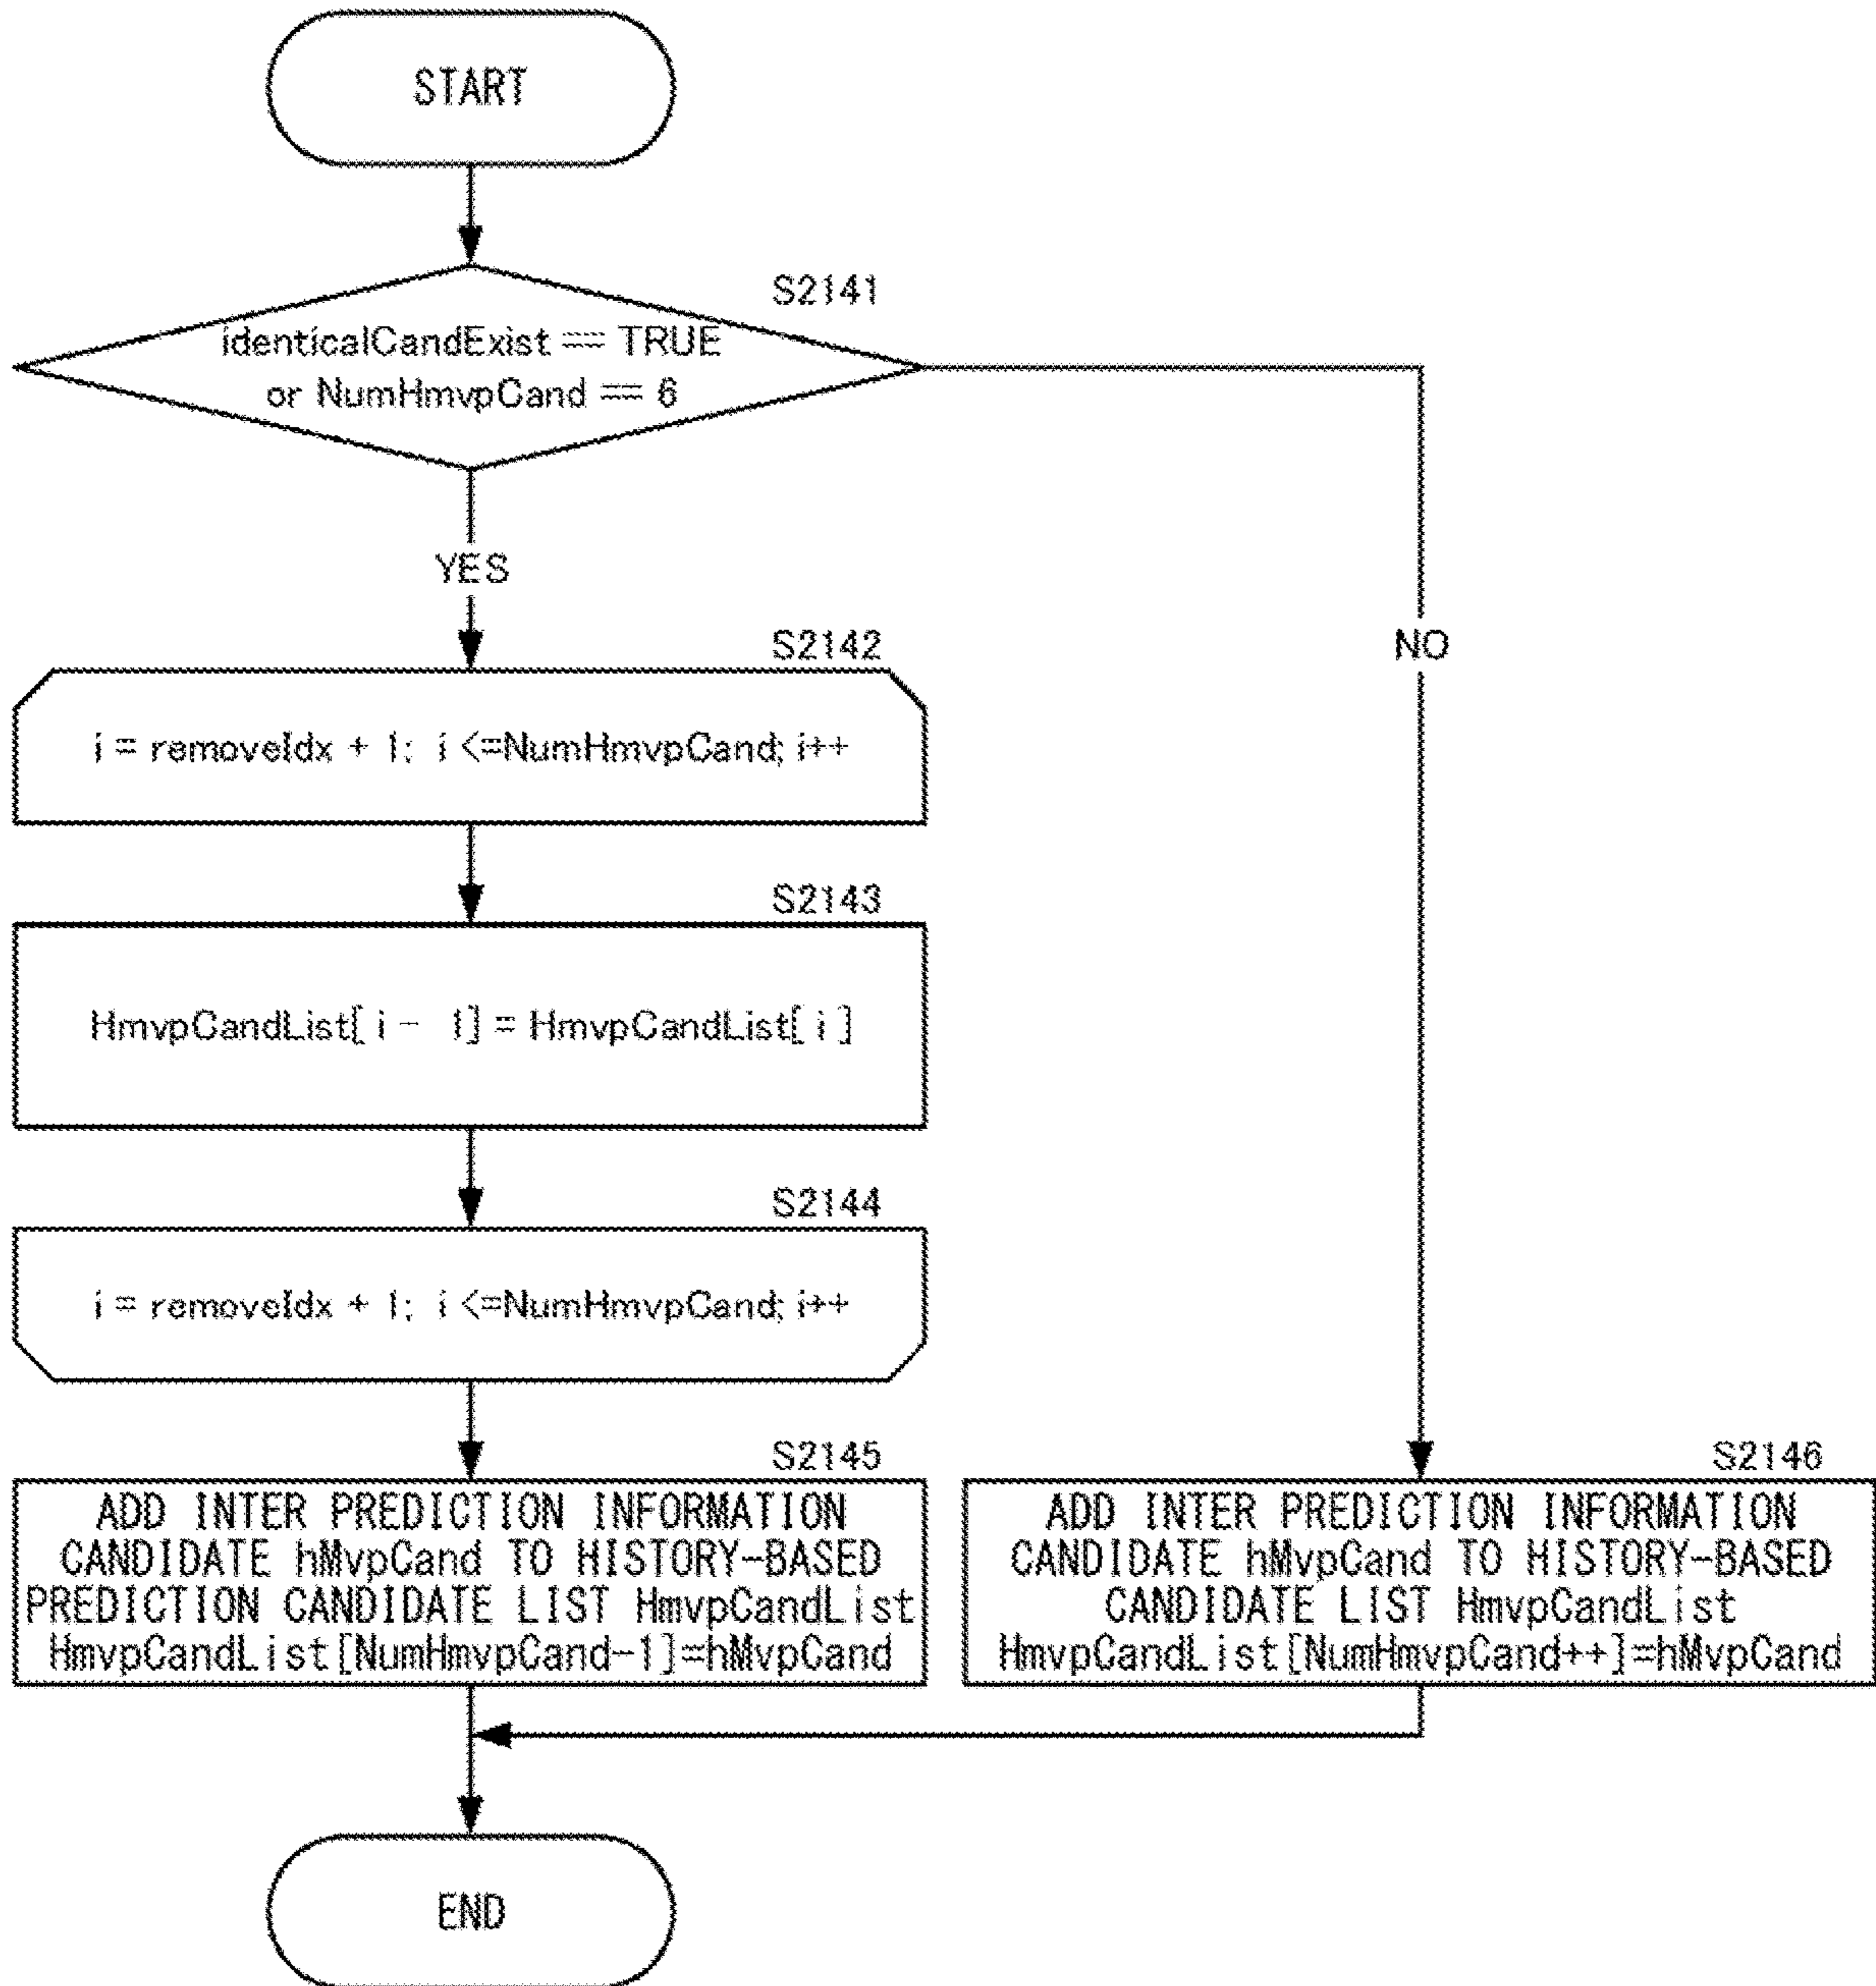 START
S2141
identicalCandExist == TRUE
or NumHmvpCand == 6
YES
NO
S2142
i = removeIdx + 1; i <=NumHmvpCand; i++
S2143
HmvpCandList[ i - 1] = HmvpCandList[ i ]
S2144
i = removeIdx + 1; i <=NumHmvpCand; i++
S2145
ADD INTER PREDICTION INFORMATION
CANDIDATE hMvpCand TO HISTORY-BASED
PREDICTION CANDIDATE LIST HmvpCandList
HmvpCandList[NumHmvpCand-1]=hMvpCand
S2146
ADD INTER PREDICTION INFORMATION
CANDIDATE hMvpCand TO HISTORY-BASED
CANDIDATE LIST HmvpCandList
HmvpCandList[NumHmvpCand++]=hMvpCand
END